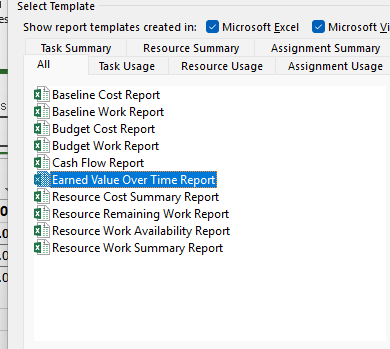 Select Template
Show report templates created in: Microsoft Excel Microsoft Vi
Task Summary Resource Summary Assignment Summary
All Task Usage Resource Usage Assignment Usage
Baseline Cost Report
Baseline Work Report
Budget Cost Report
Budget Work Report
Cash Flow Report
Earned Value Over Time Report
Resource Cost Summary Report
Resource Remaining Work Report
Resource Work Availability Report
Resource Work Summary Report